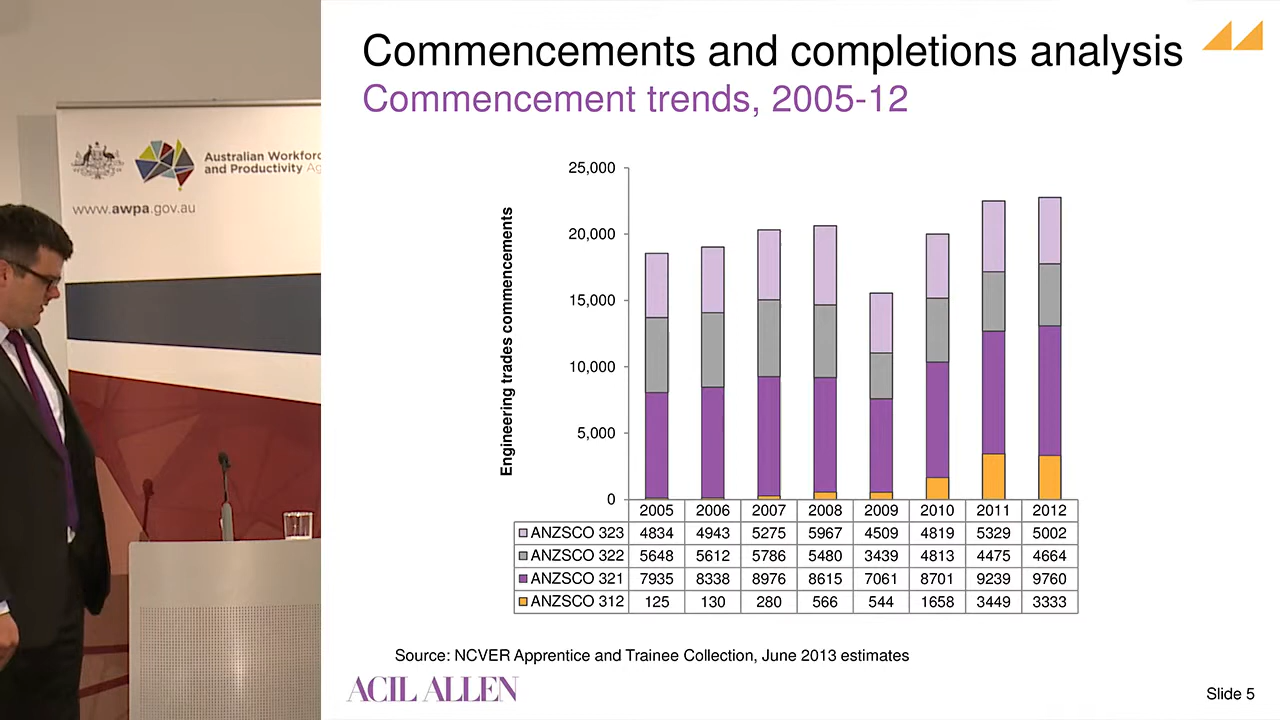 Commencements and completions analysis
Commencement trends, 2005-12
Australian Workforc
and Productivity Ag
www.awpa.gov.au
Engineering trades commencements
25,000
20,000
15,000
10,000
5,000
0
2005 2006 2007 2008 2009 2010 2011 2012
ANZSCO 323 4834 4943 5275 5967 4509 4819 5329 5002
ANZSCO 322 5648 5612 5786 5480 3439 4813 4475 4664
ANZSCO 321 7935 8338 8976 8615 7061 8701 9239 9760
ANZSCO 312 125 130 280 566 544 1658 3449 3333
Source: NCVER Apprentice and Trainee Collection, June 2013 estimates
ACIL ALLEN
Slide 5